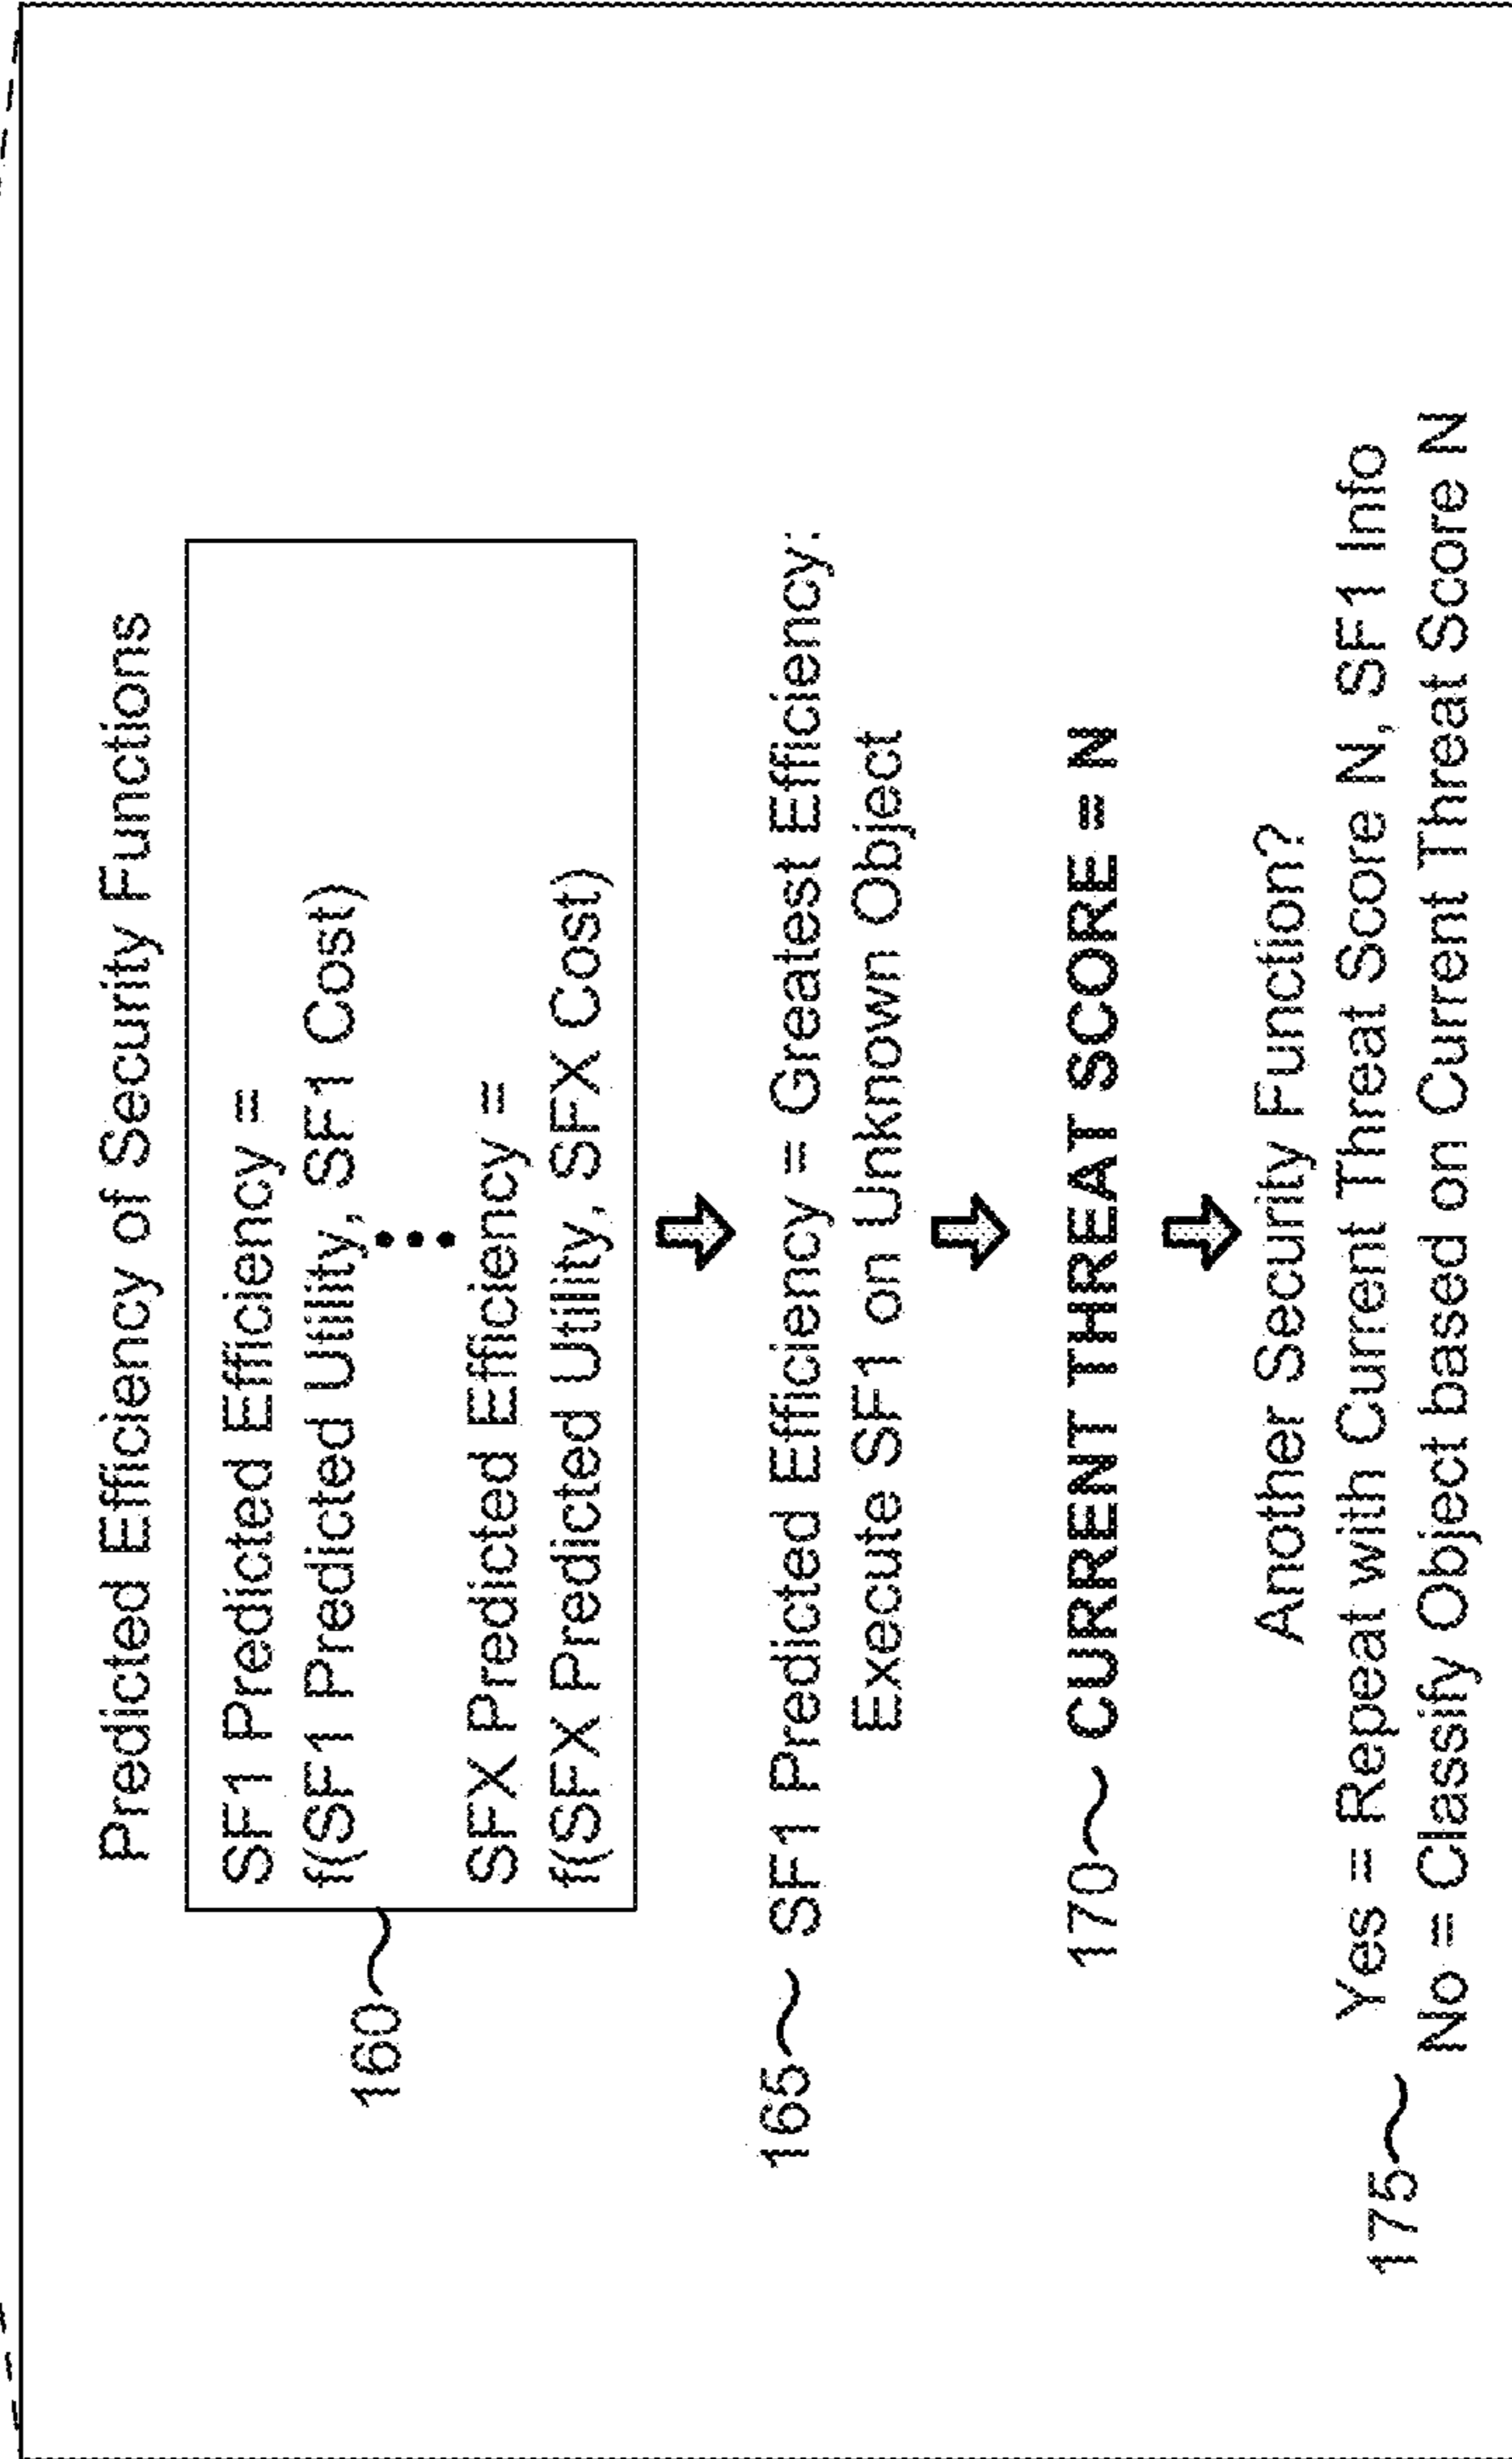 Predicted Efficiency of Security Functions
SF1 Predicted Efficiency =
f(SF1 Predicted Utility, SF1 Cost)
160
SFX Predicted Efficiency =
f(SFX Predicted Utility, SFX Cost)
165 SF1 Predicted Efficiency = Greatest Efficiency:
Execute SF1 on Unknown Object
170 CURRENT THREAT SCORE = N
Another Security Function?
175 Yes = Repeat with Current Threat Score N, SF1 Info
No = Classify Object based on Current Threat Score N